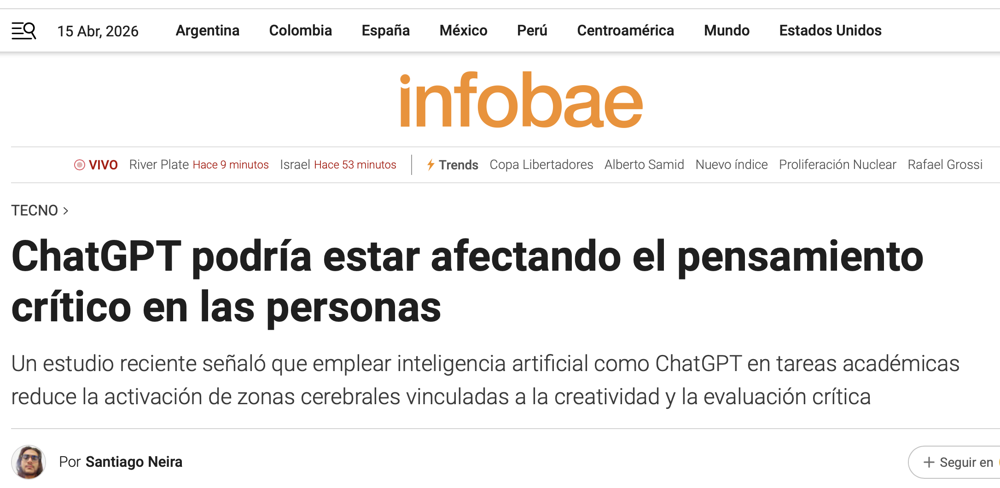 15 Abr, 2026 Argentina Colombia España México Perú Centroamérica Mundo Estados Unidos
infobae
VIVO River Plate Hace 9 minutos Israel Hace 53 minutos Trends Copa Libertadores Alberto Samid Nuevo índice Proliferación Nuclear Rafael Grossi
TECNO >
ChatGPT podría estar afectando el pensamiento
crítico en las personas
Un estudio reciente señaló que emplear inteligencia artificial como ChatGPT en tareas académicas
reduce la activación de zonas cerebrales vinculadas a la creatividad y la evaluación crítica
Por Santiago Neira
+ Seguir en